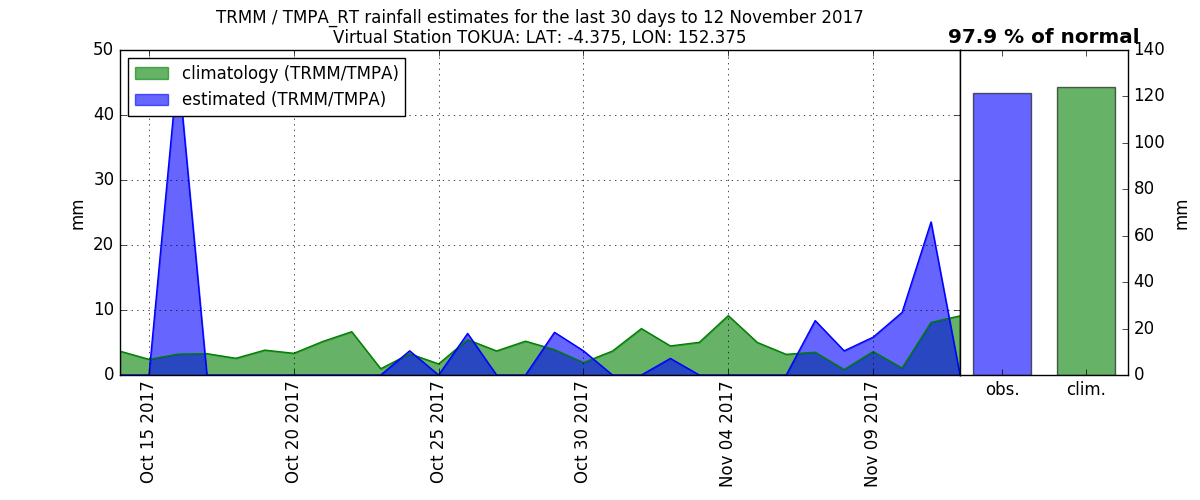 TRMM / TMPA_RT rainfall estimates for the last 30 days to 12 November 2017
Virtual Station TOKUA: LAT: -4.375, LON: 152.375
97.9 % of normal
climatology (TRMM/TMPA)
estimated (TRMM/TMPA)
50
40
30
20
10
0
mm
Oct 15 2017
Oct 20 2017
Oct 25 2017
Oct 30 2017
Nov 04 2017
Nov 09 2017
140
120
100
80
60
40
20
0
mm
obs.
clim.